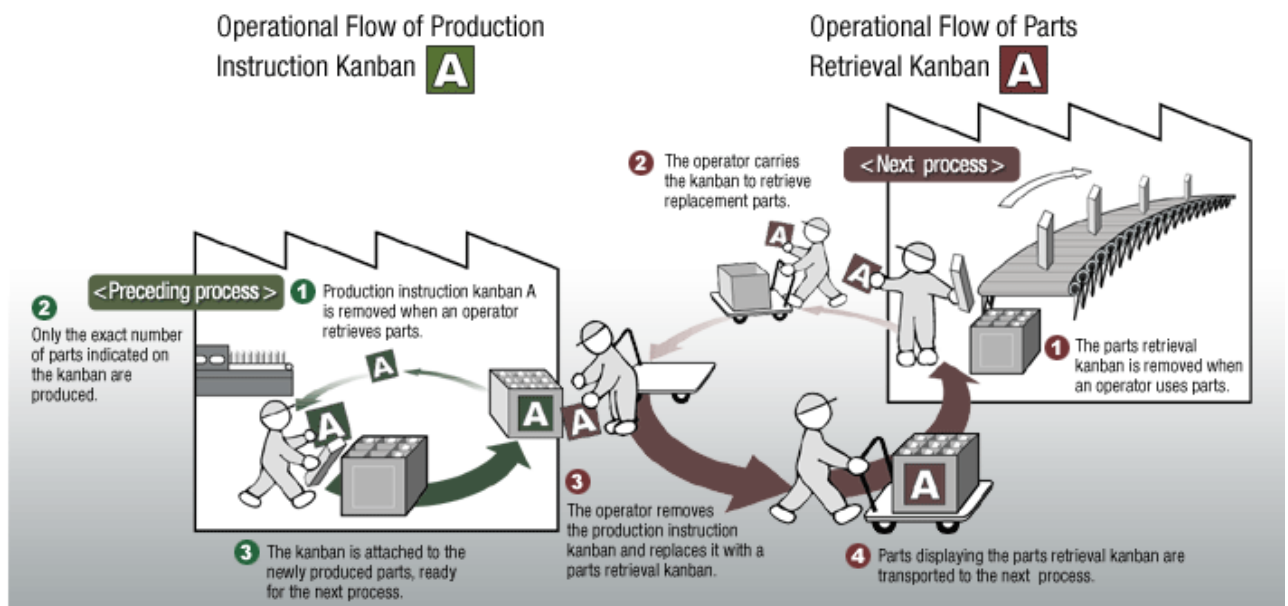 Operational Flow of Production
Instruction Kanban A
Operational Flow of Parts
Retrieval Kanban A
2 The operator carries
the kanban to retrieve
replacement parts.
<Next process>
A
A
1 The parts retrieval
kanban is removed when
an operator uses parts.
<Preceding process>
1 Production instruction kanban A
is removed when an operator
retrieves parts.
2
Only the exact number
of parts indicated on
the kanban are
produced.
A
A
A
A
A
3
The operator removes
the production instruction
kanban and replaces it with a
parts retrieval kanban.
3 The kanban is attached to the
newly produced parts, ready
for the next process.
4 Parts displaying the parts retrieval kanban are
transported to the next process.